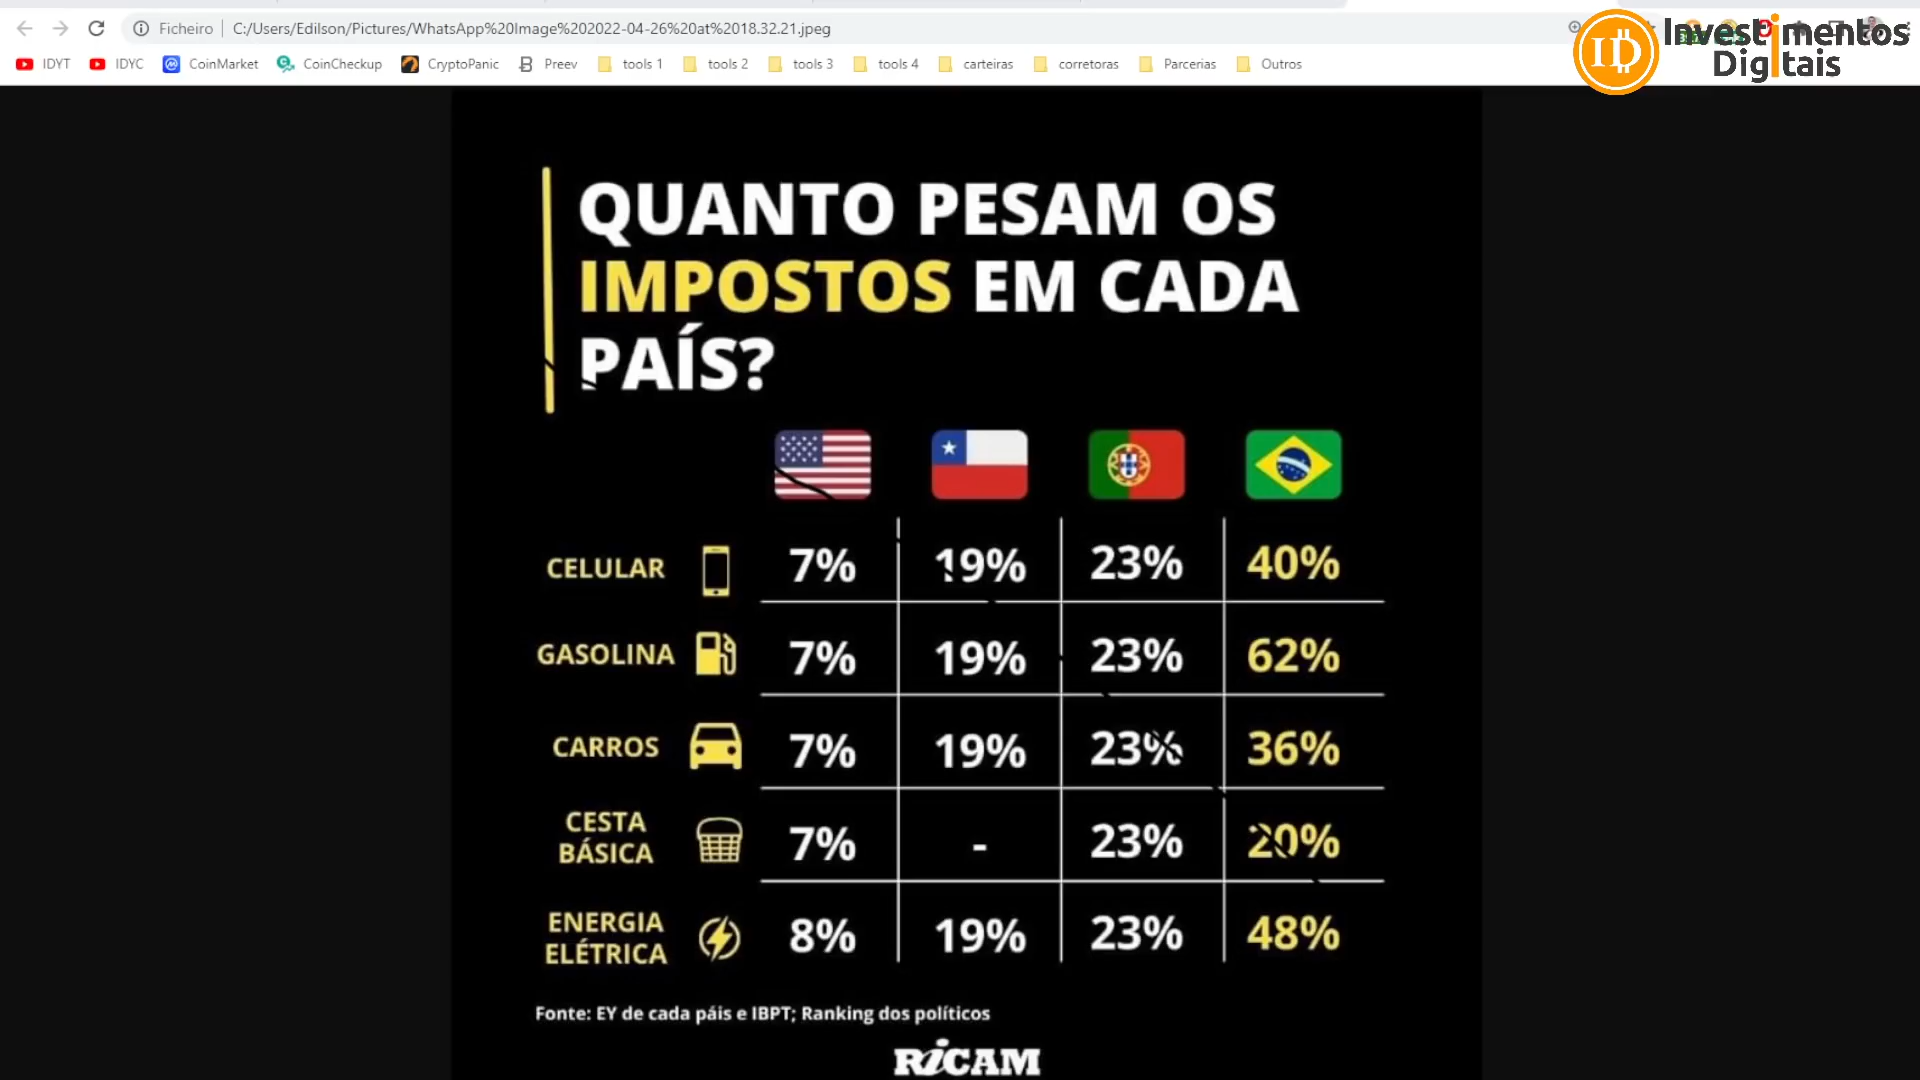 Ficheiro
C:/Users/Edilson/Pictures/WhatsApp%20Image%202022-04-26%20at%2018.32.21.jpeg
Investimentos
Digitais
ID
IDYT IDYC CoinMarket CoinCheckup CryptoPanic Preev tools 1 tools 2 tools 3 tools 4 carteiras corretoras Parcerias Outros
QUANTO PESAM OS
IMPOSTOS EM CADA
PAÍS?
CELULAR 7% 19% 23% 40%
GASOLINA 7% 19% 23% 62%
CARROS 7% 19% 23% 36%
CESTA
BÁSICA 7% - 23% 20%
ENERGIA
ELÉTRICA 8% 19% 23% 48%
Fonte: EY de cada páis e IBPT; Ranking dos políticos
RICAM